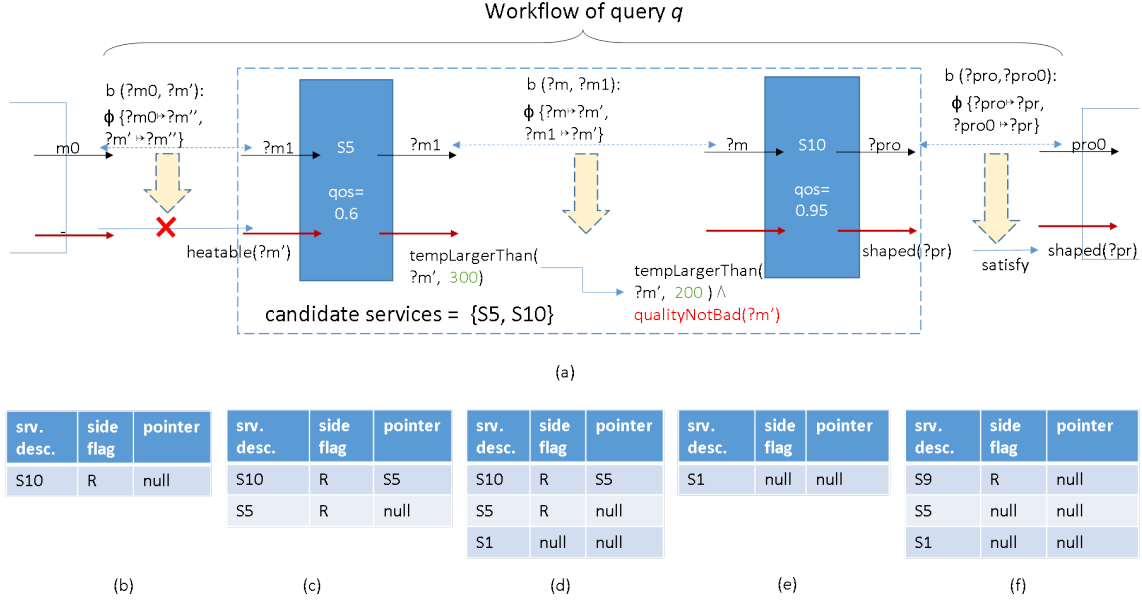 Workflow of query q
b (?m0, ?m’):
ϕ {?m0↦?m’’,
?m’ ↦?m’’}
b (?m, ?m1):
ϕ {?m↦?m’,
?m1 ↦?m’}
b (?pro,?pro0):
ϕ {?pro↦?pr,
?pro0 ↦?pr}
m0
?m1
S5
?m1
?m
S10
?pro
pro0
qos=
0.6
qos=
0.95
-
heatable(?m’)
tempLargerThan(
?m’, 300)
tempLargerThan(
?m’, 200 ) ∧
qualityNotBad(?m’)
shaped(?pr)
satisfy
shaped(?pr)
candidate services = {S5, S10}
(a)
srv. desc. side flag pointer
S10 R null
(b)
srv. desc. side flag pointer
S10 R S5
S5 R null
(c)
srv. desc. side flag pointer
S10 R S5
S5 R null
S1 null null
(d)
srv. desc. side flag pointer
S1 null null
(e)
srv. desc. side flag pointer
S9 R null
S5 null null
S1 null null
(f)